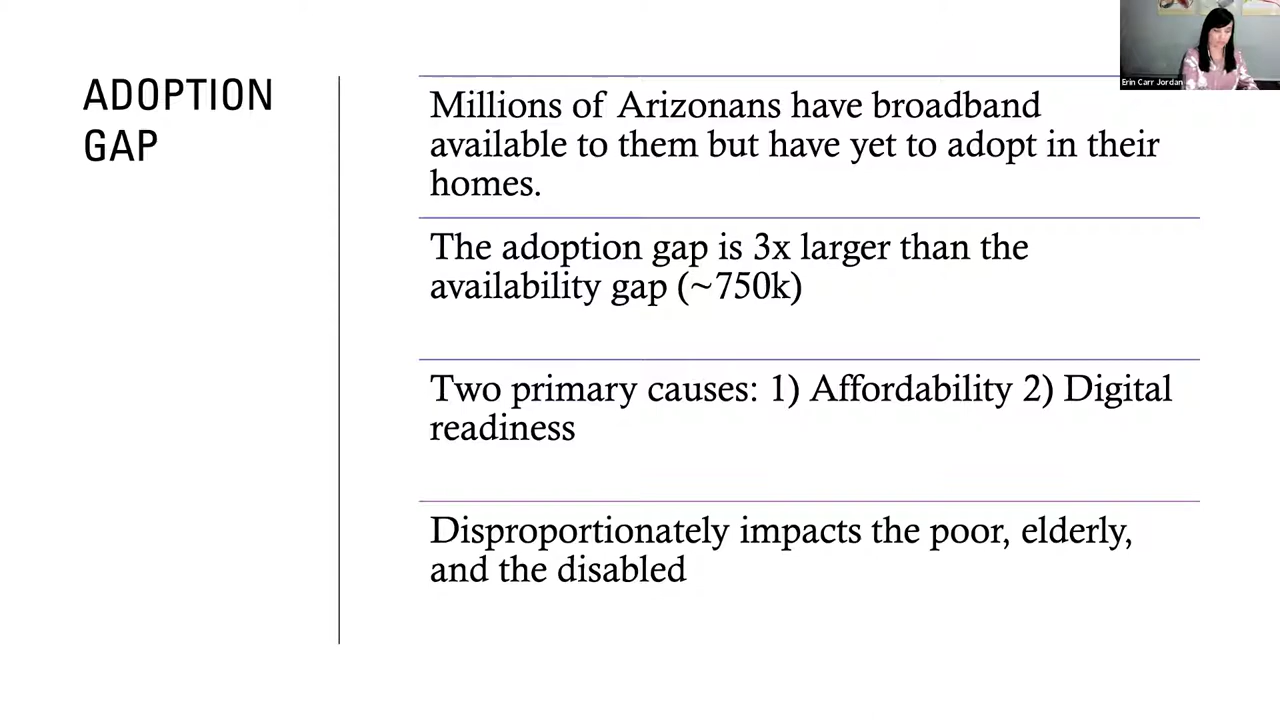 ADOPTION
GAP
Millions of Arizonans have broadband
available to them but have yet to adopt in their
homes.
The adoption gap is 3x larger than the
availability gap (~750k)
Two primary causes: 1) Affordability 2) Digital
readiness
Disproportionately impacts the poor, elderly,
and the disabled
Erin Carr Jordan